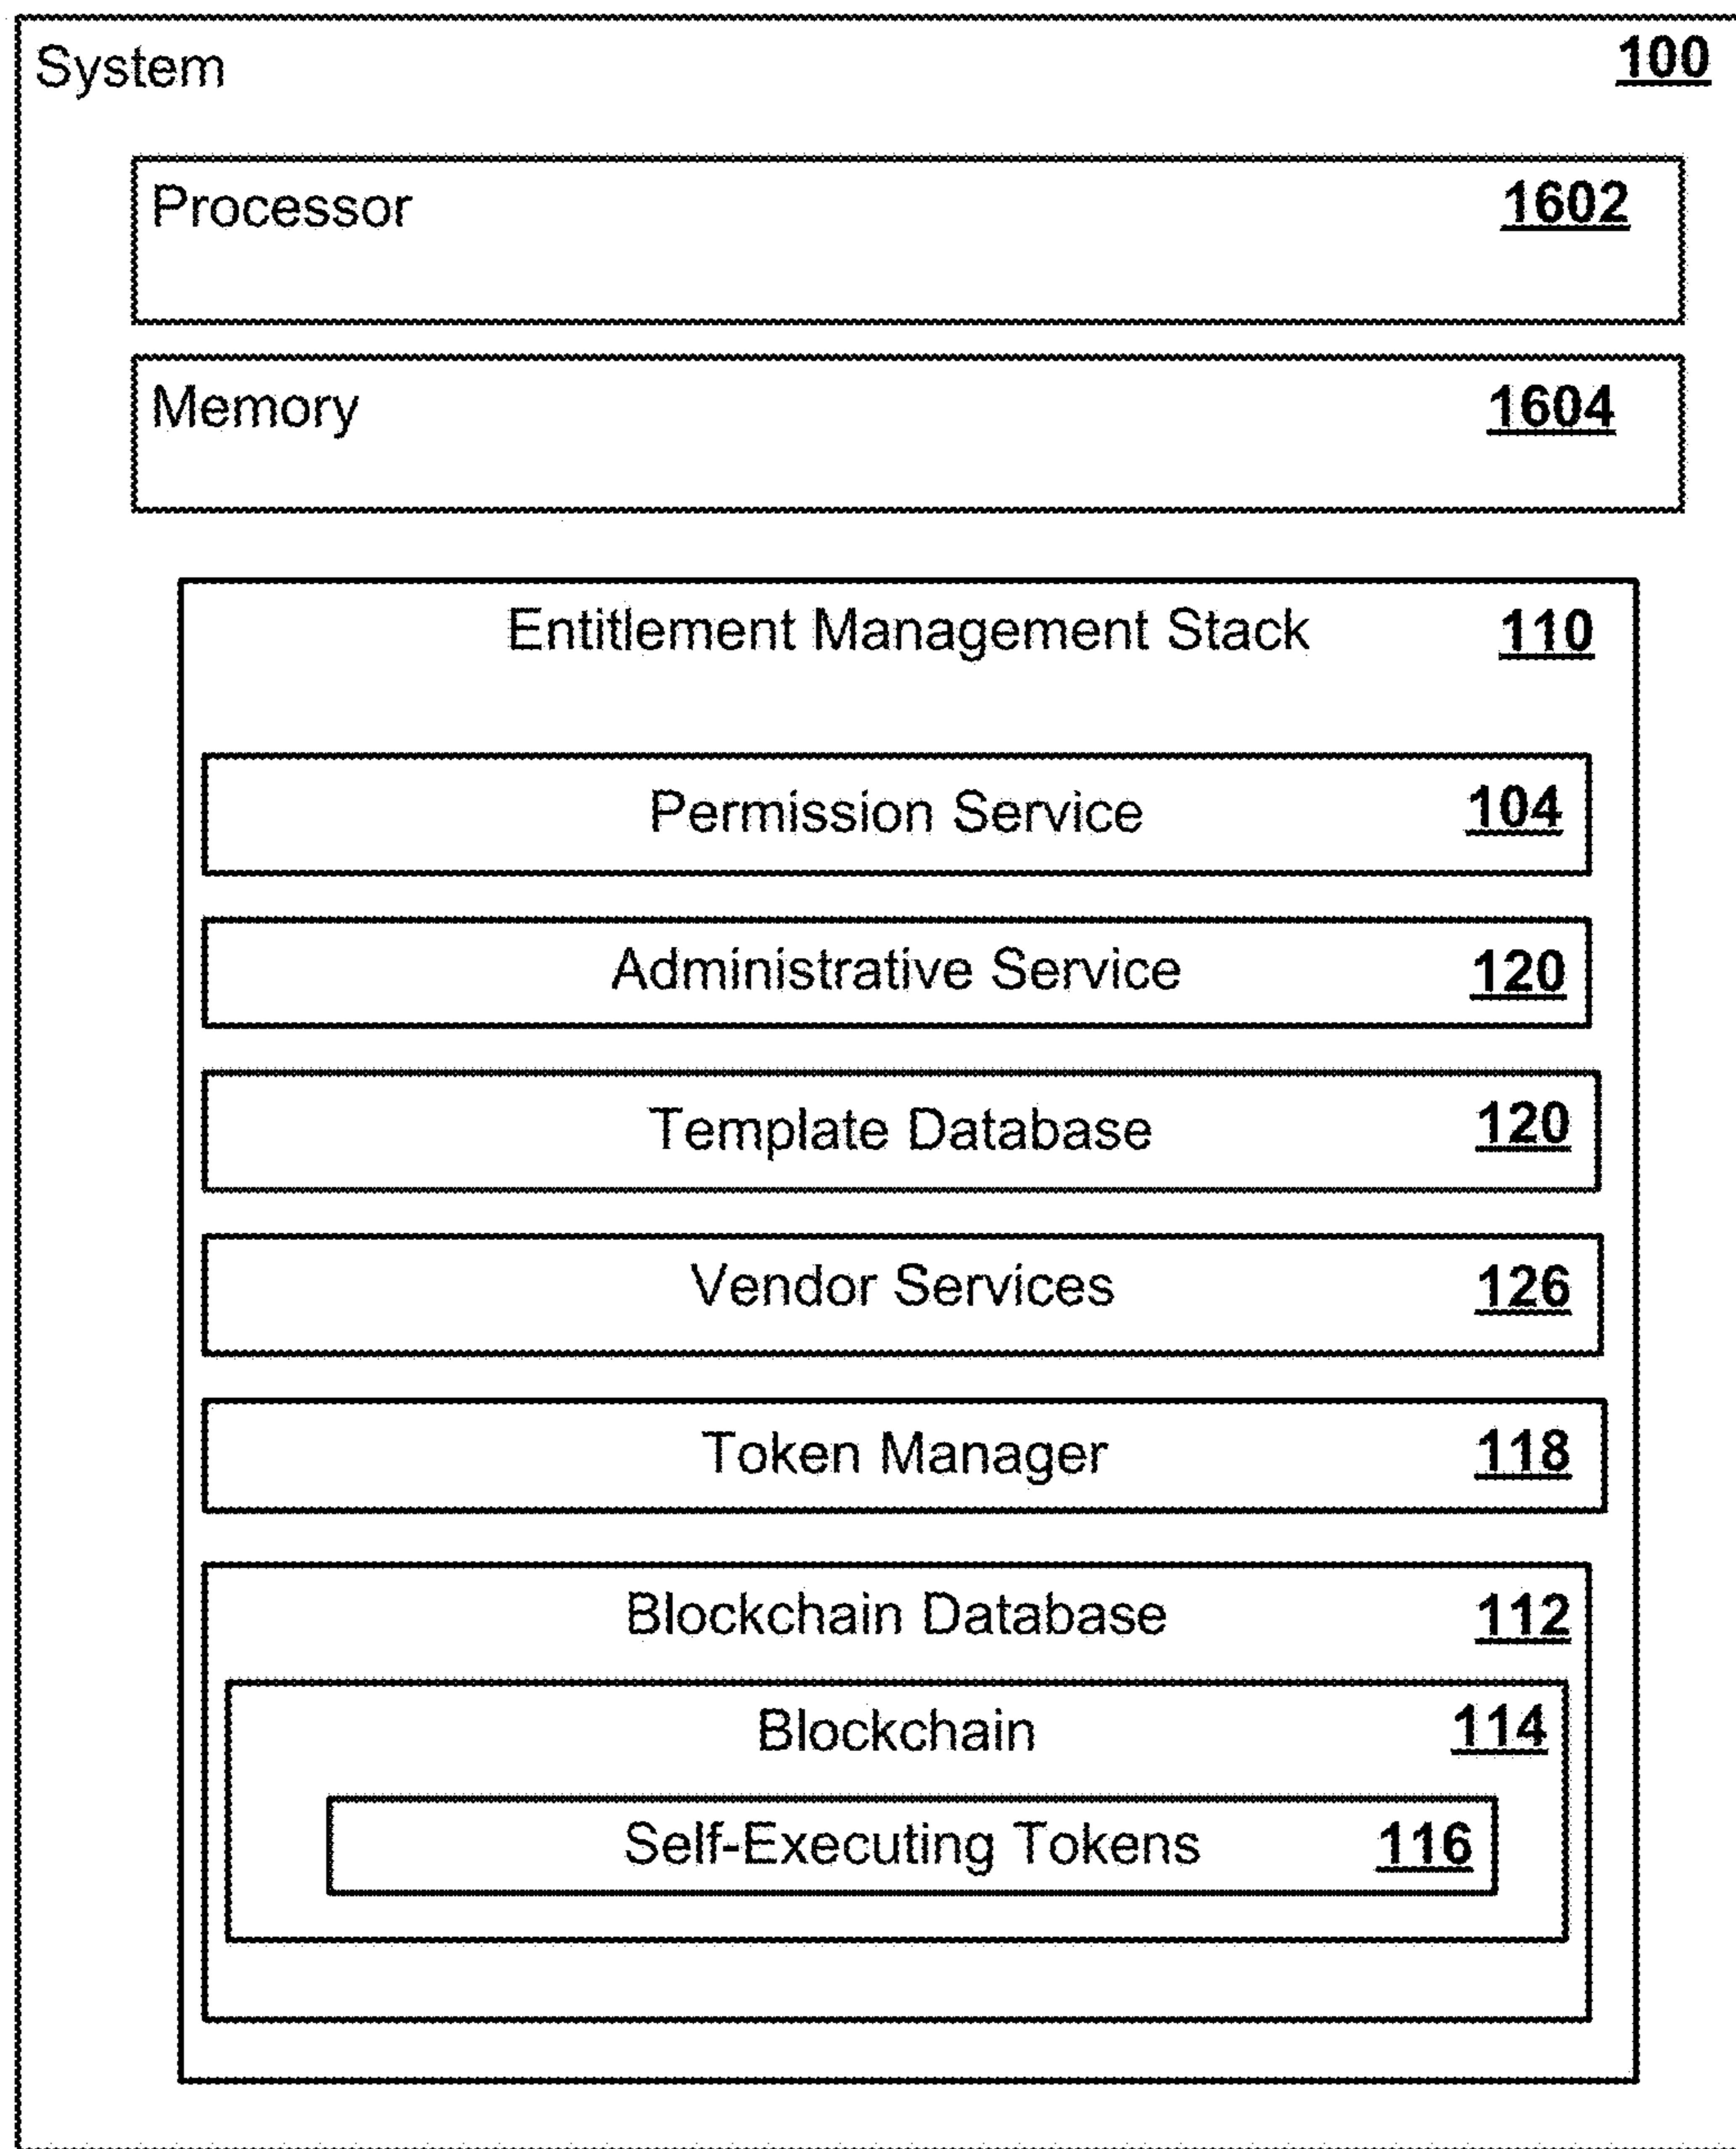 System 100
Processor 1602
Memory 1604
Entitlement Management Stack 110
Permission Service 104
Administrative Service 120
Template Database 120
Vendor Services 126
Token Manager 118
Blockchain Database 112
Blockchain 114
Self-Executing Tokens 116